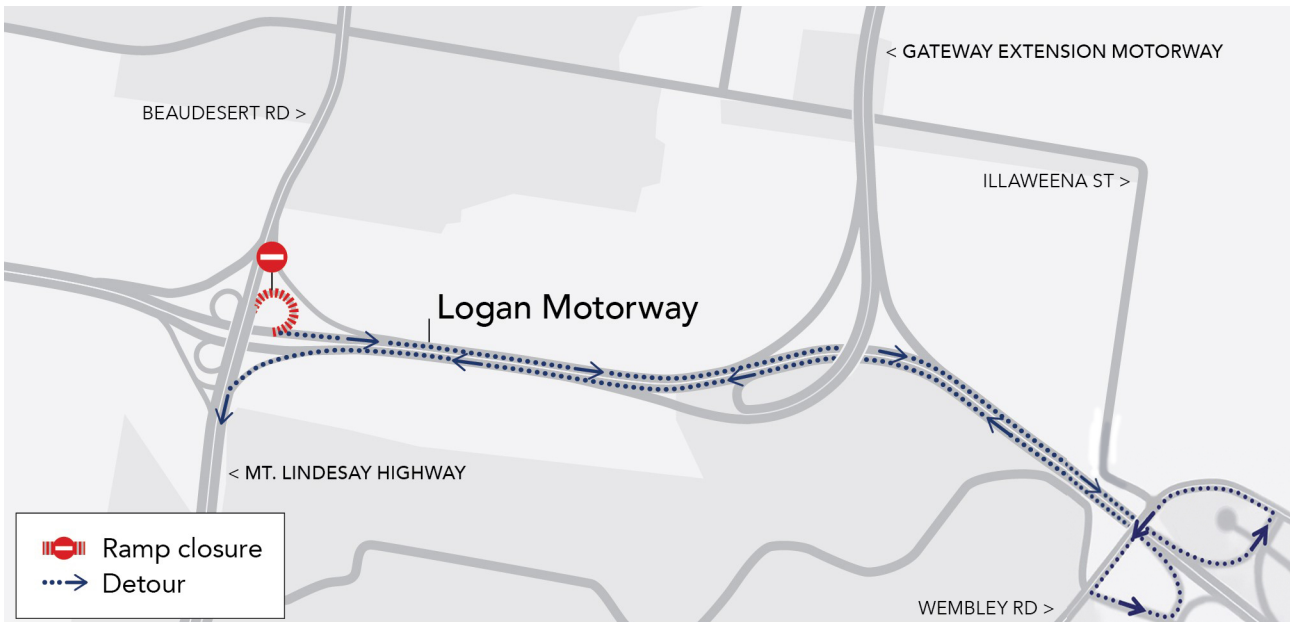 < GATEWAY EXTENSION MOTORWAY
BEAUDESERT RD >
ILLAWEENA ST >
Logan Motorway
< MT. LINDESAY HIGHWAY
Ramp closure
Detour
WEMBLEY RD >